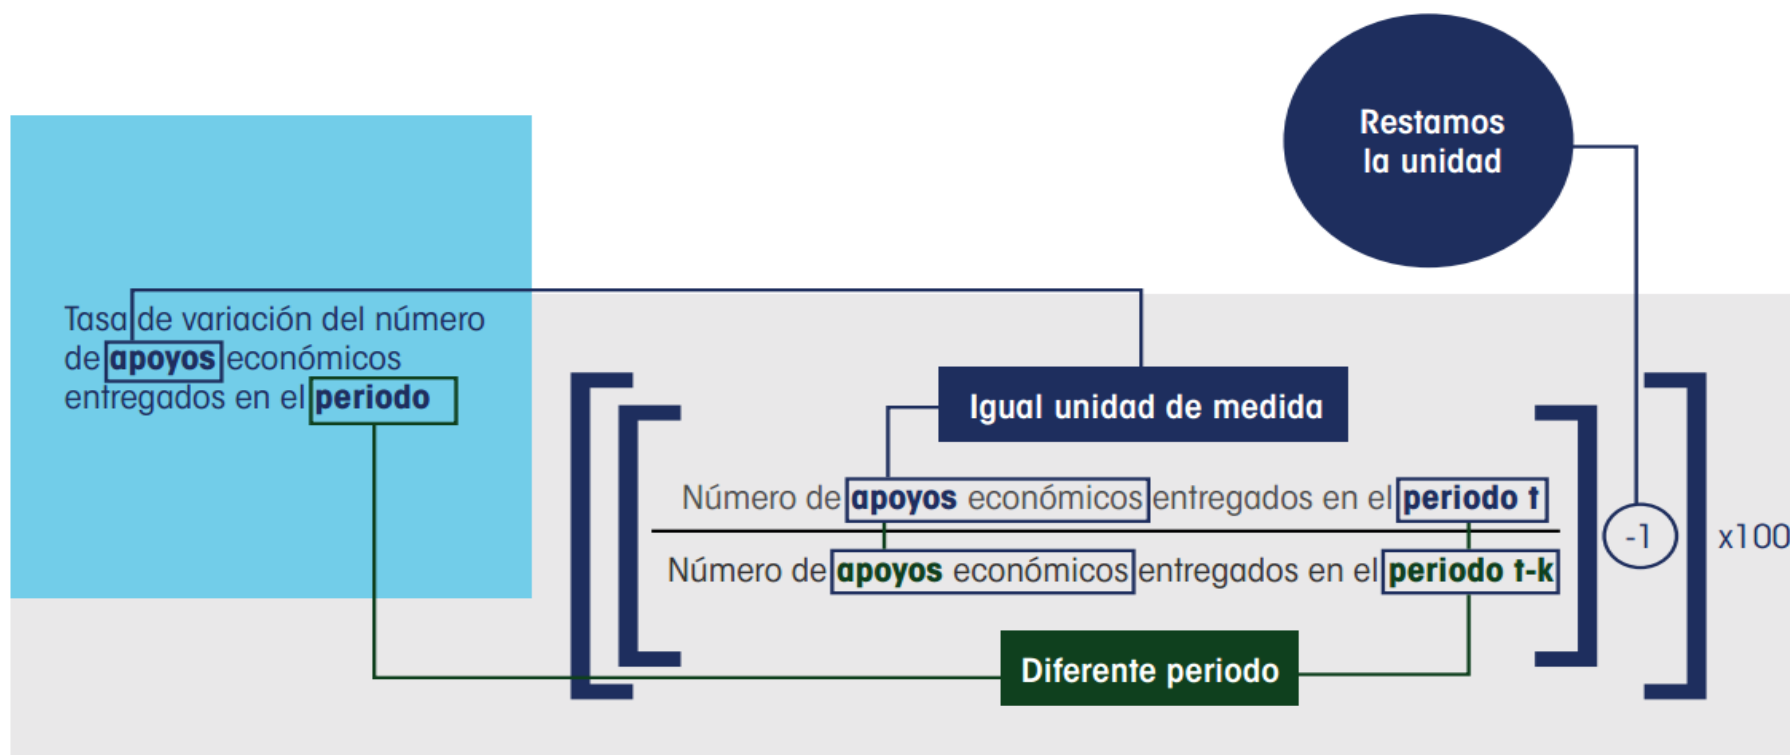 Restamos
la unidad
Tasa de variación del número
de apoyos económicos
entregados en el periodo
Igual unidad de medida
Número de apoyos económicos entregados en el periodo t
Número de apoyos económicos entregados en el periodo t-k
-1
x100
Diferente periodo